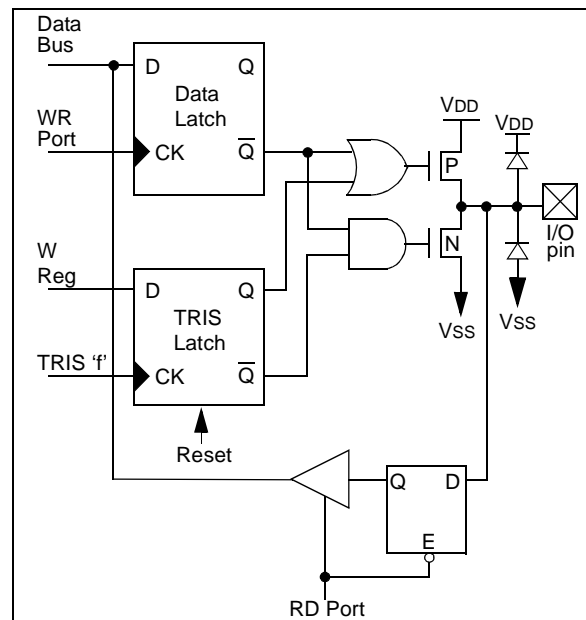 Data
Bus
D
Q
Data
Latch
WR
Port
CK
Q
VDD
VDD
P
I/O
pin
N
W
Reg
D
Q
TRIS
Latch
VSS
VSS
TRIS 'f'
CK
Q
Reset
Q
D
E
RD Port